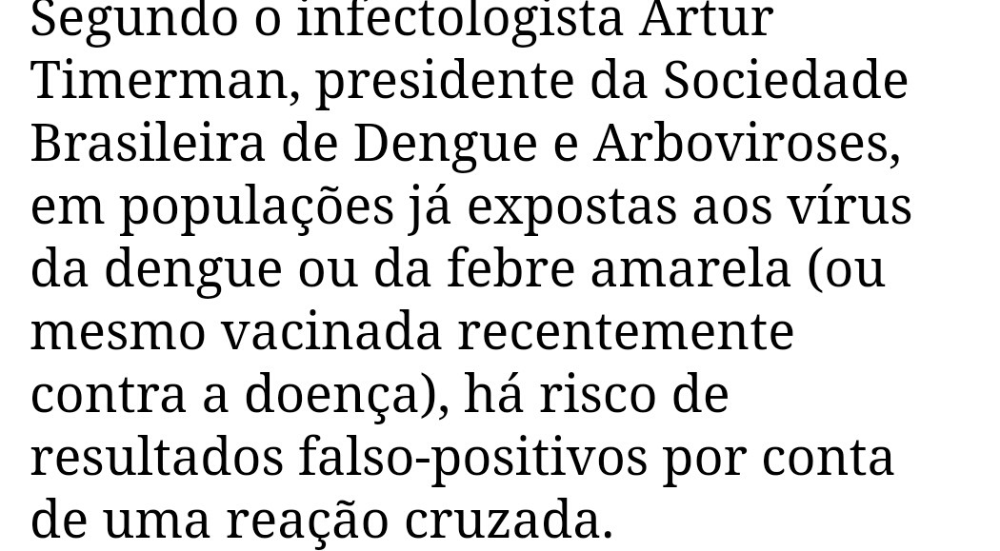 Segundo o infectologista Artur
Timerman, presidente da Sociedade
Brasileira de Dengue e Arboviroses,
em populações já expostas aos vírus
da dengue ou da febre amarela (ou
mesmo vacinada recentemente
contra a doença), há risco de
resultados falso-positivos por conta
de uma reação cruzada.